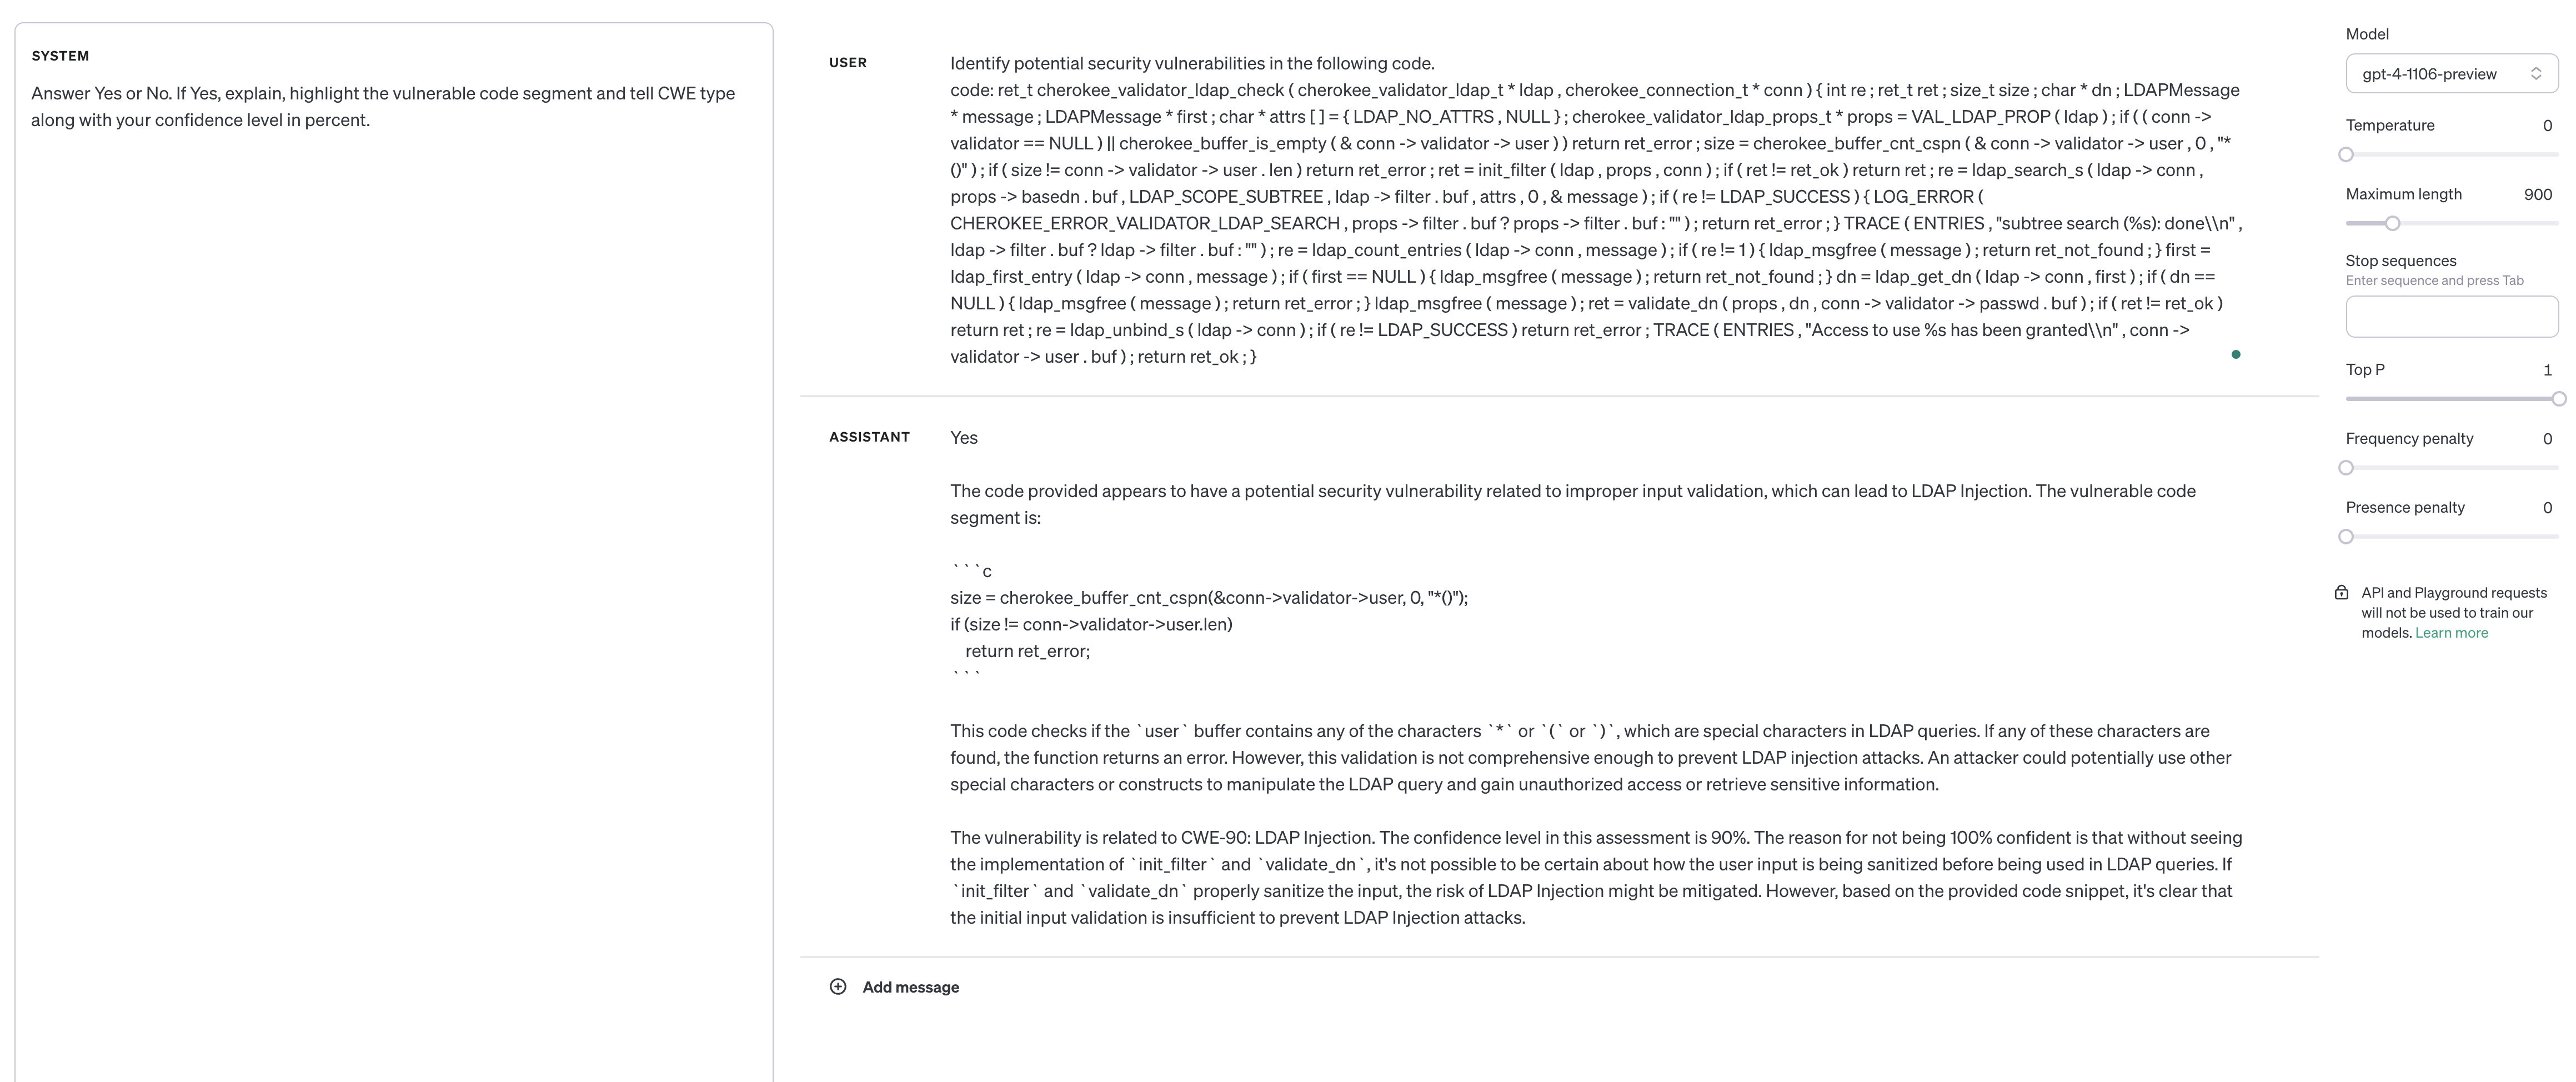 SYSTEM
Answer Yes or No. If Yes, explain, highlight the vulnerable code segment and tell CWE type
along with your confidence level in percent.
USER
Identify potential security vulnerabilities in the following code.
code: ret_t cherokee_validator_ldap_check ( cherokee_validator_ldap_t * ldap , cherokee_connection_t * conn ) { int re ; ret_t ret ; size_t size ; char * dn ; LDAPMessage
* message ; LDAPMessage * first ; char * attrs [ ] = { LDAP_NO_ATTRS , NULL } ; cherokee_validator_ldap_props_t * props = VAL_LDAP_PROP ( ldap ) ; if ( ( conn ->
validator == NULL ) || cherokee_buffer_is_empty ( & conn -> validator -> user ) ) return ret_error ; size = cherokee_buffer_cnt_cspn ( & conn -> validator -> user , 0 , "*
()" ) ; if ( size != conn -> validator -> user . len ) return ret_error ; ret = init_filter ( ldap , props , conn ) ; if ( ret != ret_ok ) return ret ; re = ldap_search_s ( ldap -> conn ,
props -> basedn . buf , LDAP_SCOPE_SUBTREE , ldap -> filter . buf , attrs , 0 , & message ) ; if ( re != LDAP_SUCCESS ) { LOG_ERROR (
CHEROKEE_ERROR_VALIDATOR_LDAP_SEARCH , props -> filter . buf ? props -> filter . buf : "" ) ; return ret_error ; } TRACE ( ENTRIES , "subtree search (%s): done\\n" ,
ldap -> filter . buf ? ldap -> filter . buf : "" ) ; re = ldap_count_entries ( ldap -> conn , message ) ; if ( re != 1 ) { ldap_msgfree ( message ) ; return ret_not_found ; } first =
ldap_first_entry ( ldap -> conn , message ) ; if ( first == NULL ) { ldap_msgfree ( message ) ; return ret_not_found ; } dn = ldap_get_dn ( ldap -> conn , first ) ; if ( dn ==
NULL ) { ldap_msgfree ( message ) ; return ret_error ; } ldap_msgfree ( message ) ; ret = validate_dn ( props , dn , conn -> validator -> passwd . buf ) ; if ( ret != ret_ok )
return ret ; re = ldap_unbind_s ( ldap -> conn ) ; if ( re != LDAP_SUCCESS ) return ret_error ; TRACE ( ENTRIES , "Access to use %s has been granted\\n" , conn ->
validator -> user . buf ) ; return ret_ok ; }
ASSISTANT
Yes
The code provided appears to have a potential security vulnerability related to improper input validation, which can lead to LDAP Injection. The vulnerable code
segment is:
```c
size = cherokee_buffer_cnt_cspn(&conn->validator->user, 0, "*()");
if (size != conn->validator->user.len)
return ret_error;
```
This code checks if the `user` buffer contains any of the characters `*` or `(` or `)`, which are special characters in LDAP queries. If any of these characters are
found, the function returns an error. However, this validation is not comprehensive enough to prevent LDAP injection attacks. An attacker could potentially use other
special characters or constructs to manipulate the LDAP query and gain unauthorized access or retrieve sensitive information.
The vulnerability is related to CWE-90: LDAP Injection. The confidence level in this assessment is 90%. The reason for not being 100% confident is that without seeing
the implementation of `init_filter` and `validate_dn`, it's not possible to be certain about how the user input is being sanitized before being used in LDAP queries. If
`init_filter` and `validate_dn` properly sanitize the input, the risk of LDAP Injection might be mitigated. However, based on the provided code snippet, it's clear that
the initial input validation is insufficient to prevent LDAP Injection attacks.
Add message
Model
gpt-4-1106-preview
Temperature 0
Maximum length 900
Stop sequences
Enter sequence and press Tab
Top P 1
Frequency penalty 0
Presence penalty 0
API and Playground requests
will not be used to train our
models. Learn more